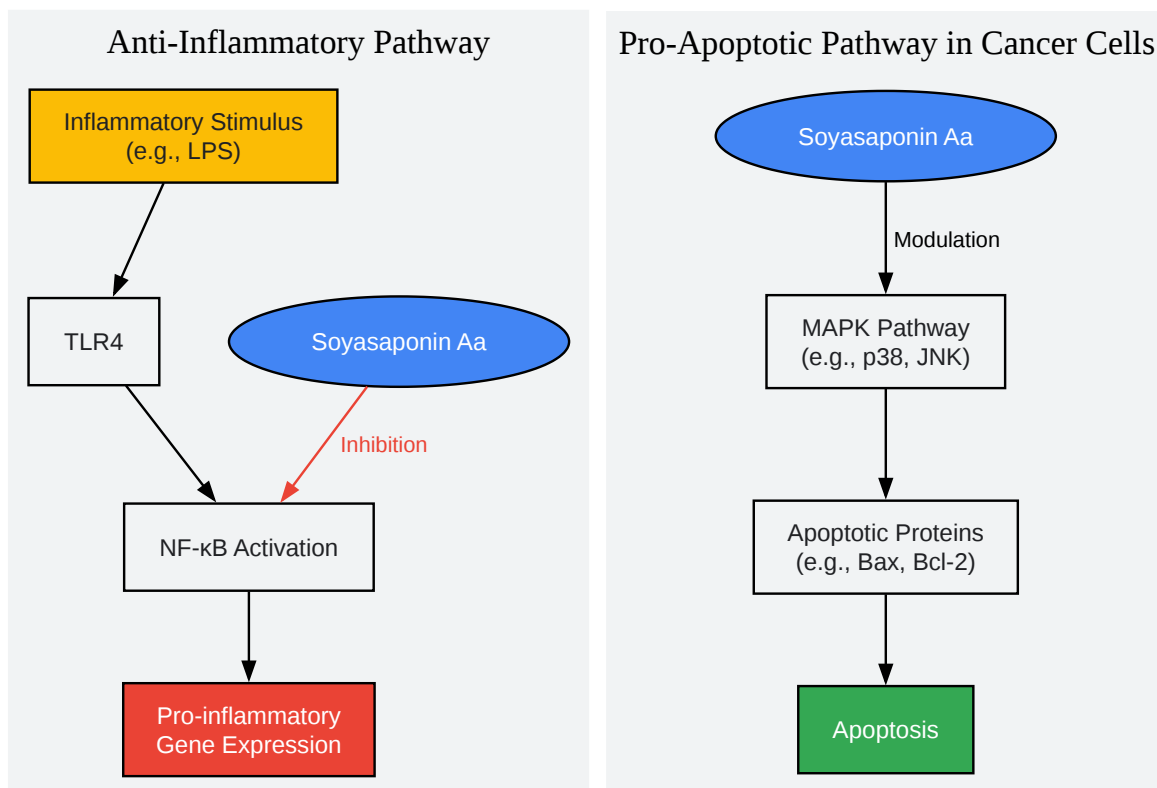 Anti-Inflammatory Pathway
Inflammatory Stimulus
(e.g., LPS)
TLR4
Soyasaponin Aa
Inhibition
NF-κB Activation
Pro-inflammatory
Gene Expression
Pro-Apoptotic Pathway in Cancer Cells
Soyasaponin Aa
Modulation
MAPK Pathway
(e.g., p38, JNK)
Apoptotic Proteins
(e.g., Bax, Bcl-2)
Apoptosis